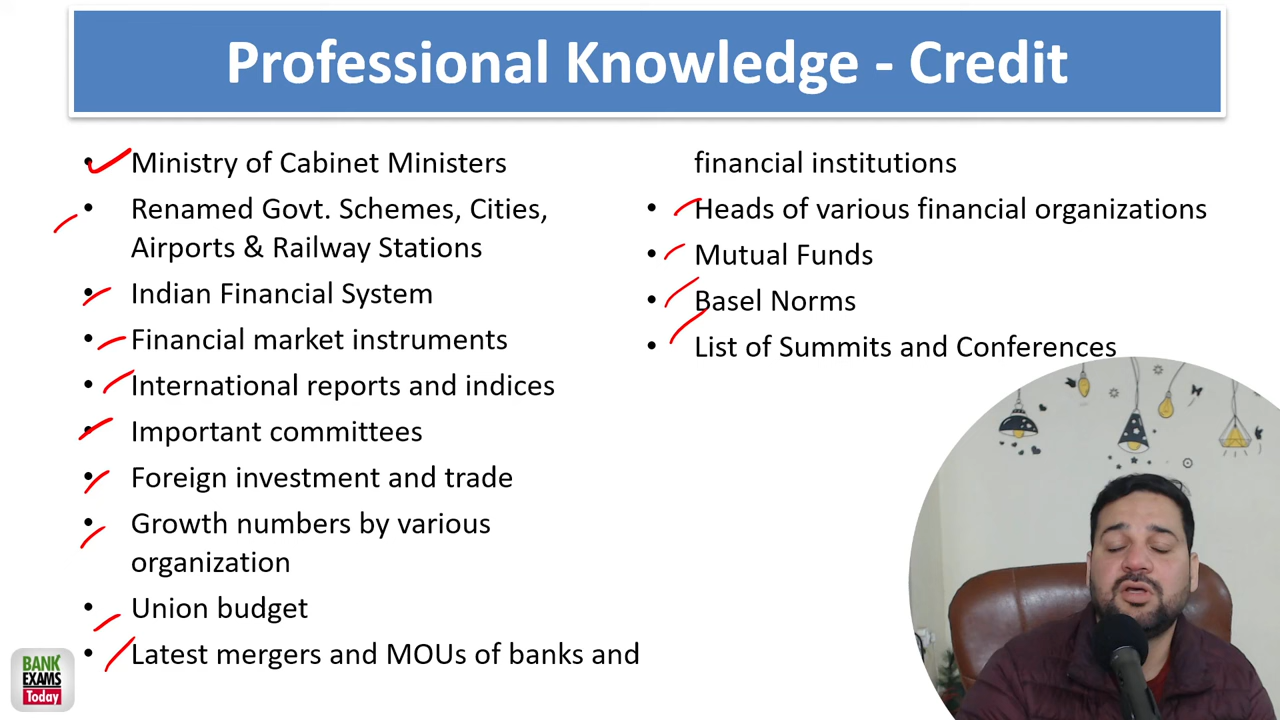 Professional Knowledge - Credit
• Ministry of Cabinet Ministers
• Renamed Govt. Schemes, Cities,
Airports & Railway Stations
• Indian Financial System
• Financial market instruments
• International reports and indices
• Important committees
• Foreign investment and trade
• Growth numbers by various
organization
• Union budget
• Latest mergers and MOUs of banks and
financial institutions
• Heads of various financial organizations
• Mutual Funds
• Basel Norms
• List of Summits and Conferences
BANK
EXAMS
Today